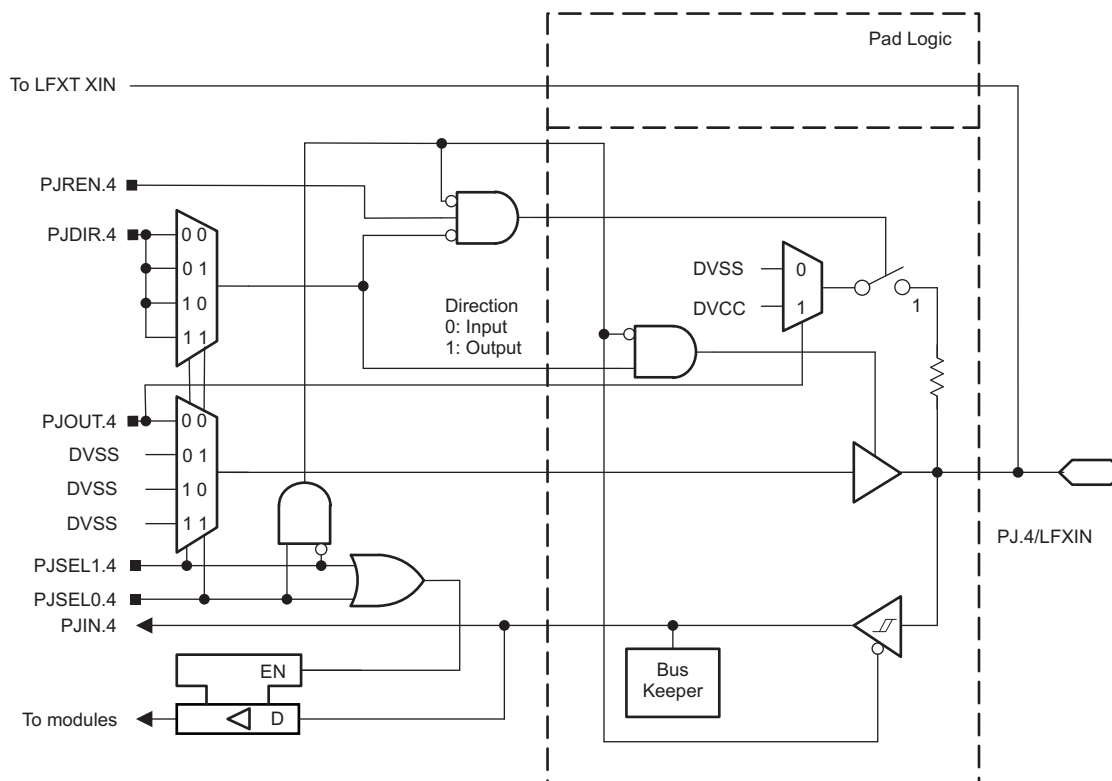 Pad Logic
To LFXT XIN
PJREN.4
PJDIR.4
0 0
0 1
1 0
1 1
DVSS
0
DVCC
1
1
Direction
0: Input
1: Output
PJOUT.4
0 0
DVSS
0 1
DVSS
1 0
DVSS
1 1
PJ.4/LFXIN
PJSEL1.4
PJSEL0.4
PJIN.4
EN
Bus
Keeper
To modules
D